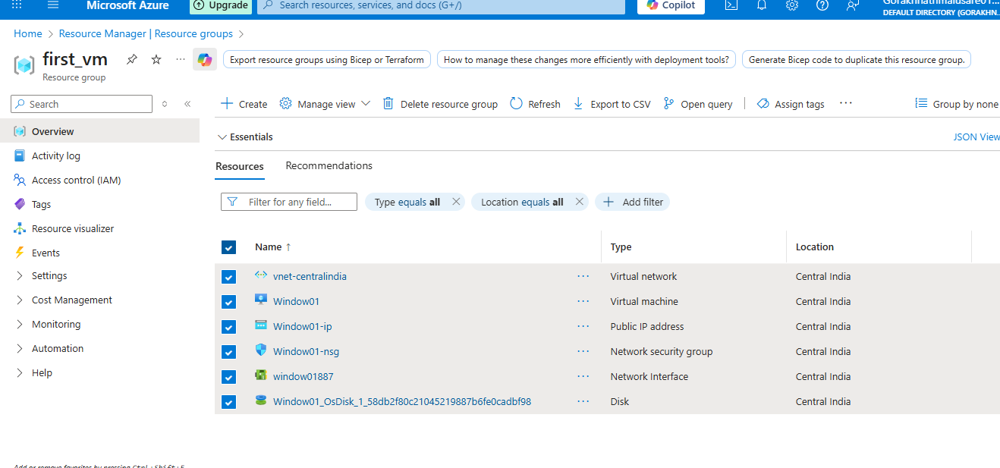 Microsoft Azure
Upgrade
Search resources, services, and docs (G+/)
Copilot
DEFAULT DIRECTORY (GORAKHN...
Home > Resource Manager | Resource groups >
first_vm
Resource group
Export resource groups using Bicep or Terraform
How to manage these changes more efficiently with deployment tools?
Generate Bicep code to duplicate this resource group.
Search
Overview
Activity log
Access control (IAM)
Tags
Resource visualizer
Events
Settings
Cost Management
Monitoring
Automation
Help
Create
Manage view
Delete resource group
Refresh
Export to CSV
Open query
Assign tags
Group by none
Essentials
JSON View
Resources
Recommendations
Filter for any field...
Type equals all
Location equals all
Add filter
Name ↑ Type Location
vnet-centralindia Virtual network Central India
Window01 Virtual machine Central India
Window01-ip Public IP address Central India
Window01-nsg Network security group Central India
window01887 Network Interface Central India
Window01_OsDisk_1_58db2f80c21045219887b6fe0cadbf98 Disk Central India
Add or remove favorites by pressing Ctrl+Shift+F